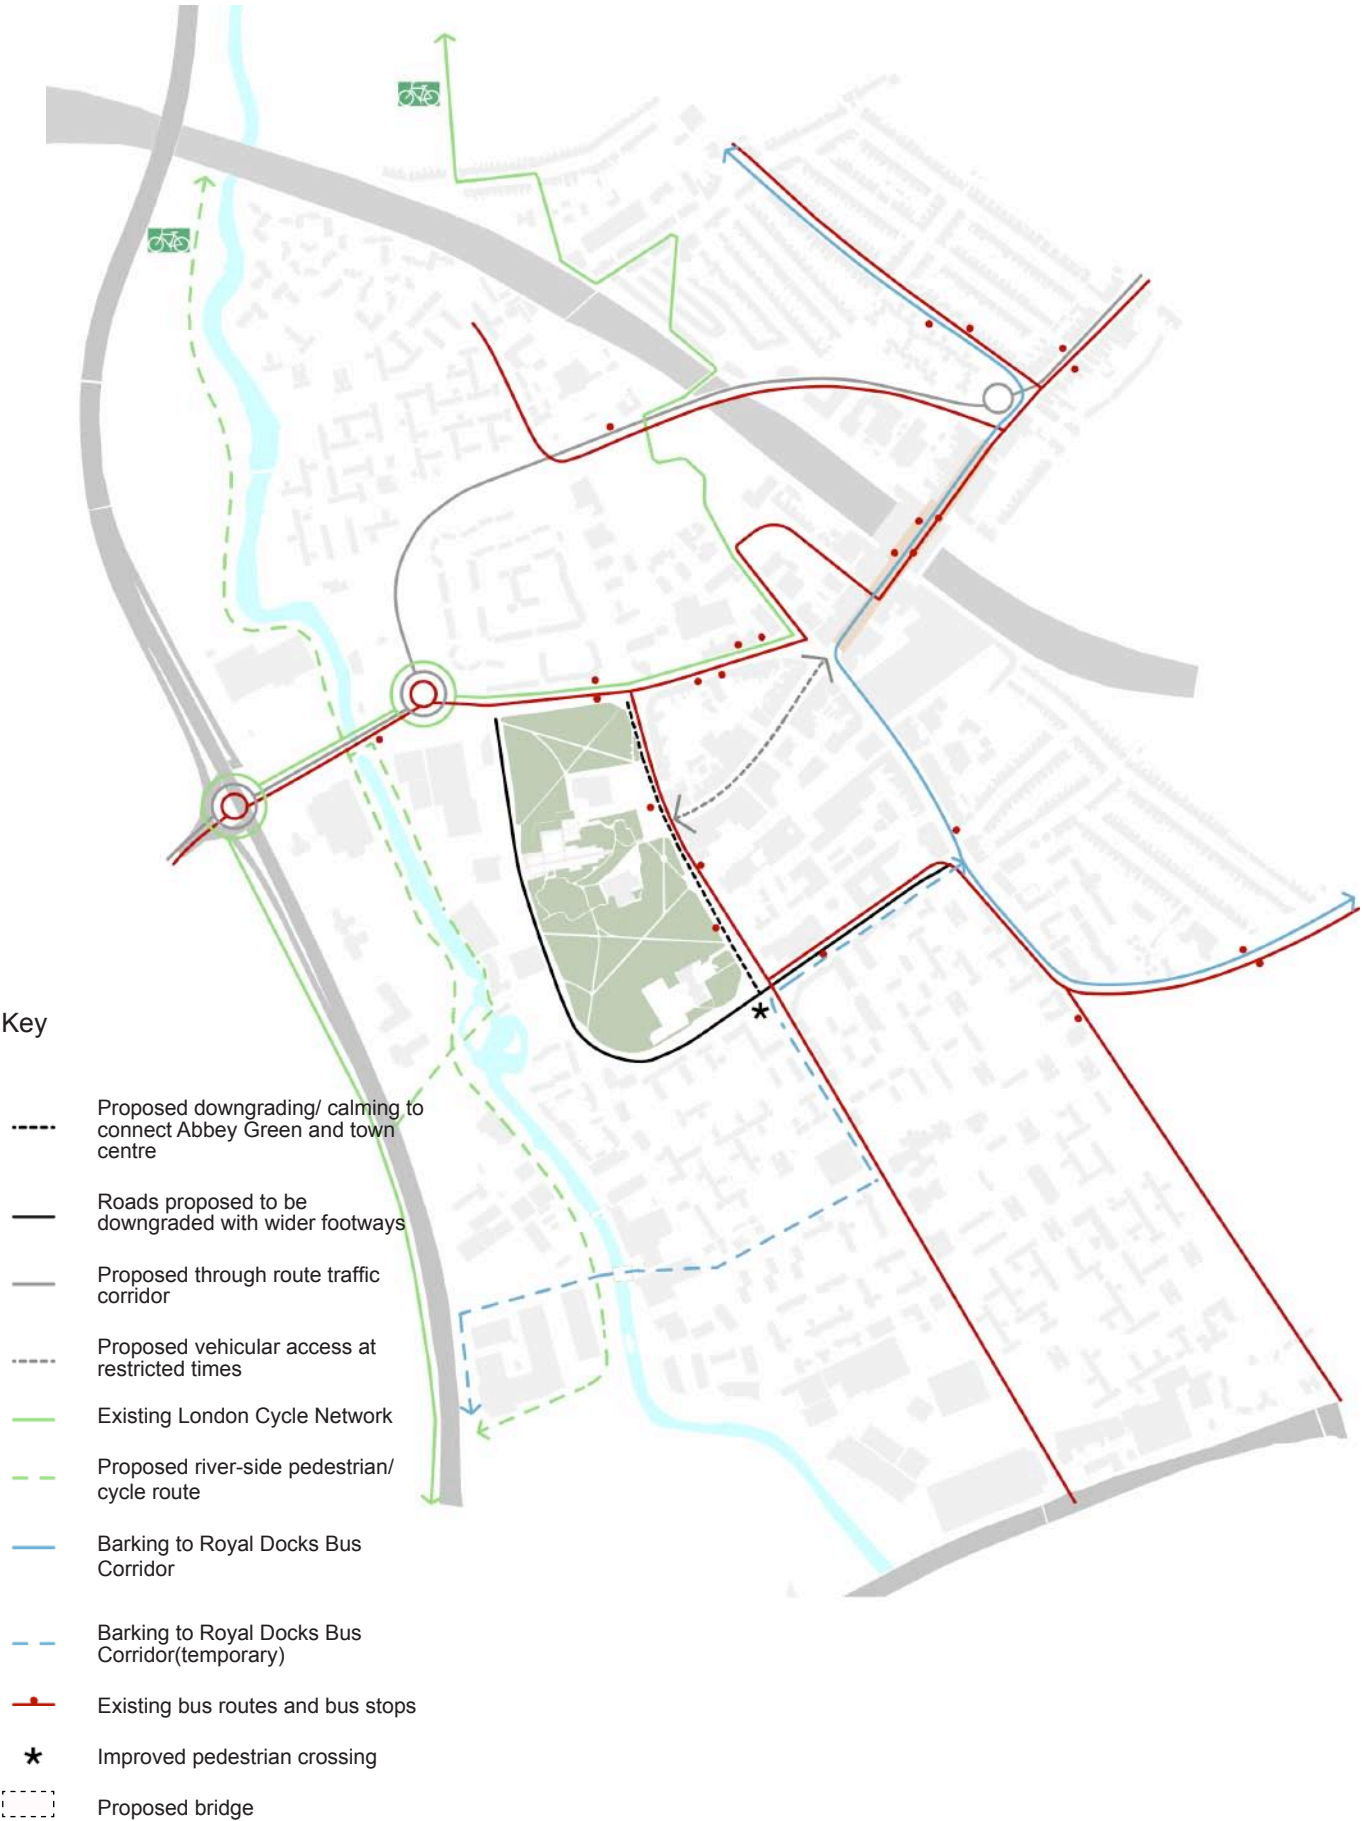 Key
Proposed downgrading/ calming to
connect Abbey Green and town
centre
Roads proposed to be
downgraded with wider footways
Proposed through route traffic
corridor
Proposed vehicular access at
restricted times
Existing London Cycle Network
Proposed river-side pedestrian/
cycle route
Barking to Royal Docks Bus
Corridor
Barking to Royal Docks Bus
Corridor(temporary)
Existing bus routes and bus stops
Improved pedestrian crossing
Proposed bridge